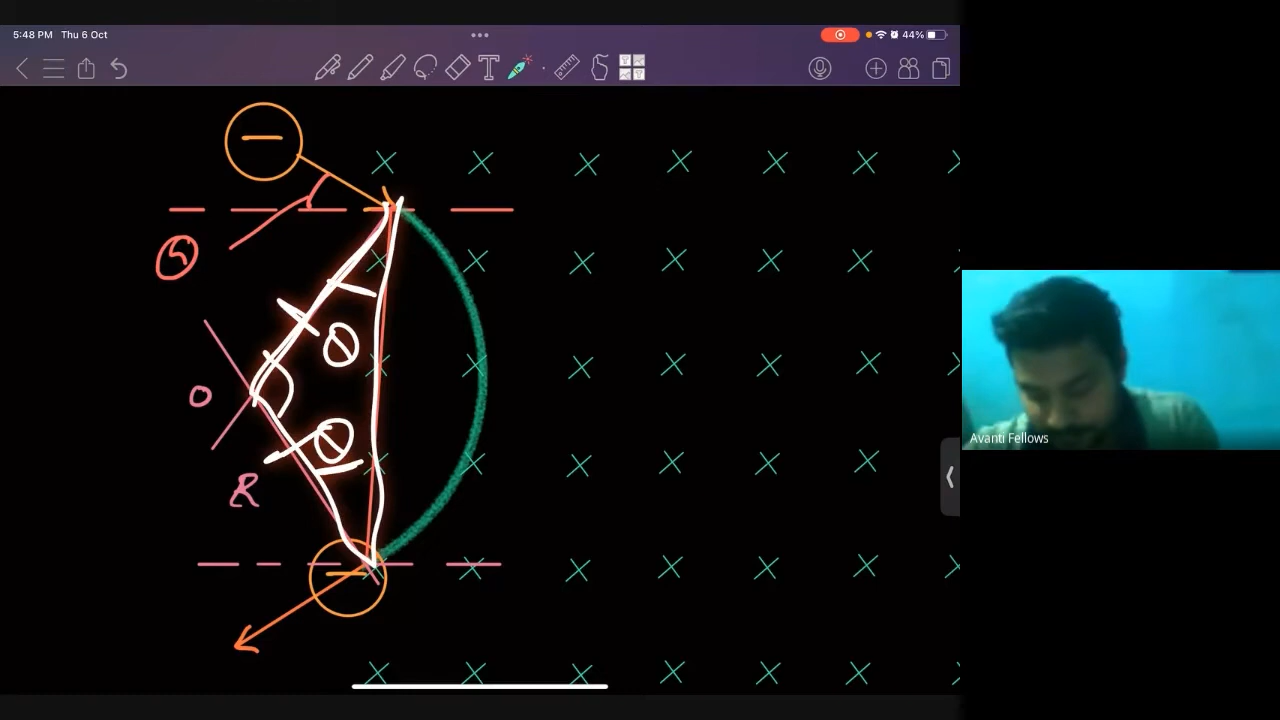 5:48 PM Thu 6 Oct
44%
T
θ
θ
O
θ
R
Avanti Fellows